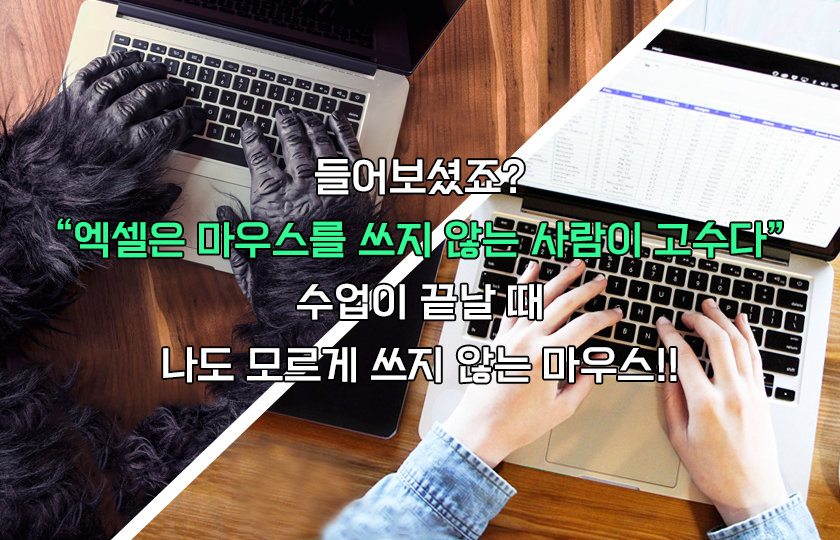 들어보셨죠?
“엑셀은 마우스를 쓰지 않는 사람이 고수다”
수업이 끝날 때
나도 모르게 쓰지 않는 마우스!!